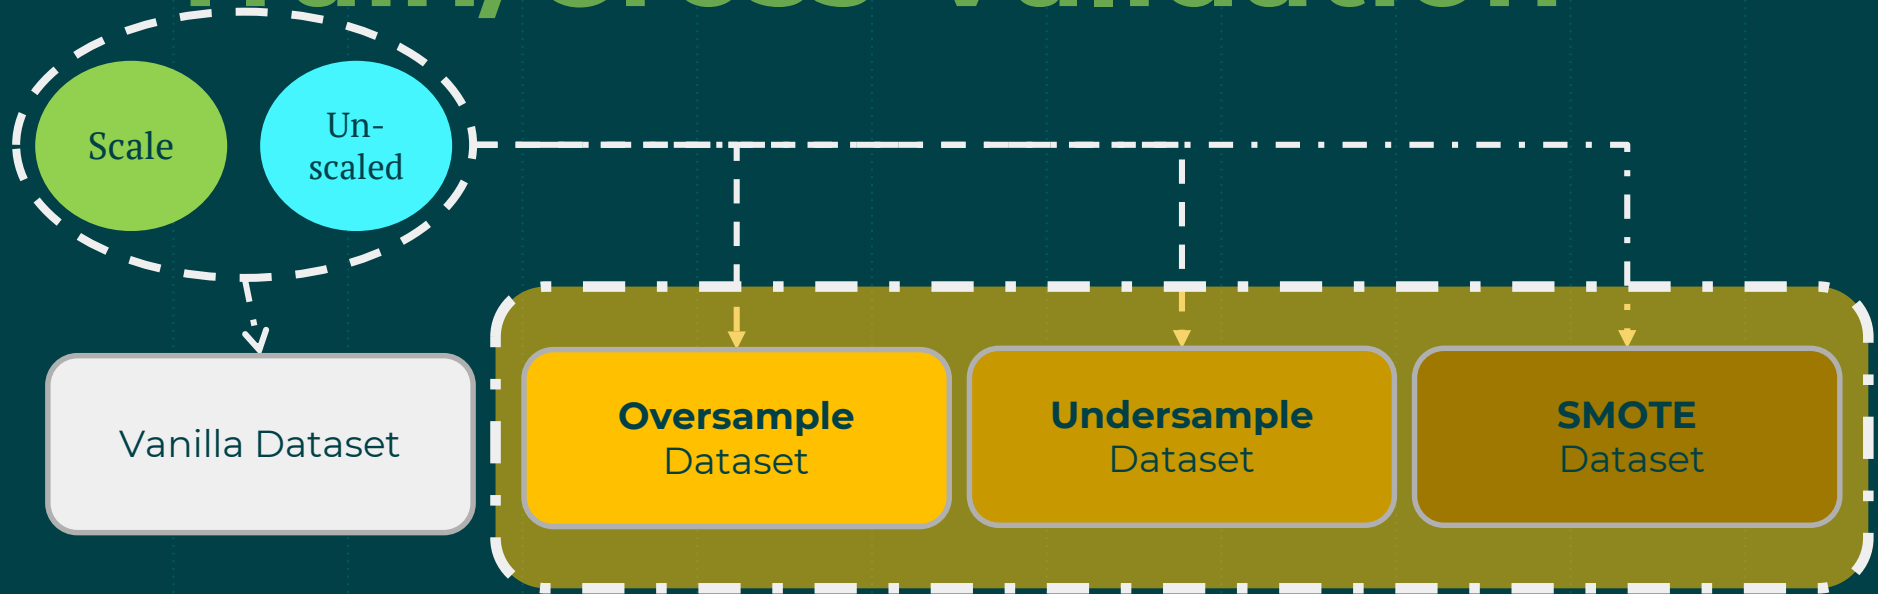 Scale
Un-
scaled
Vanilla Dataset
Oversample
Dataset
Undersample
Dataset
SMOTE
Dataset